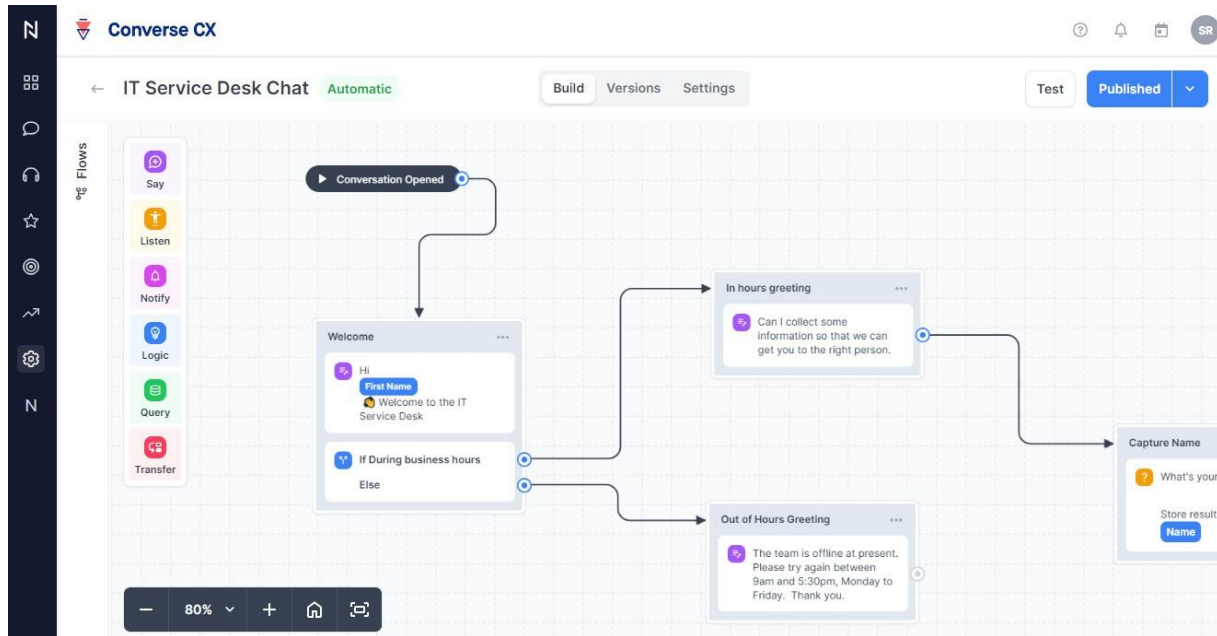 N
Converse CX
SR
IT Service Desk Chat Automatic
Build Versions Settings
Test
Published
Flows
Say
Listen
Notify
Logic
Query
Transfer
Conversation Opened
Welcome
Hi
First Name
👋 Welcome to the IT
Service Desk
If During business hours
Else
In hours greeting
Can I collect some
information so that we can
get you to the right person.
Out of Hours Greeting
The team is offline at present.
Please try again between
9am and 5:30pm, Monday to
Friday. Thank you.
Capture Name
What's your
Store result
Name
N
80%